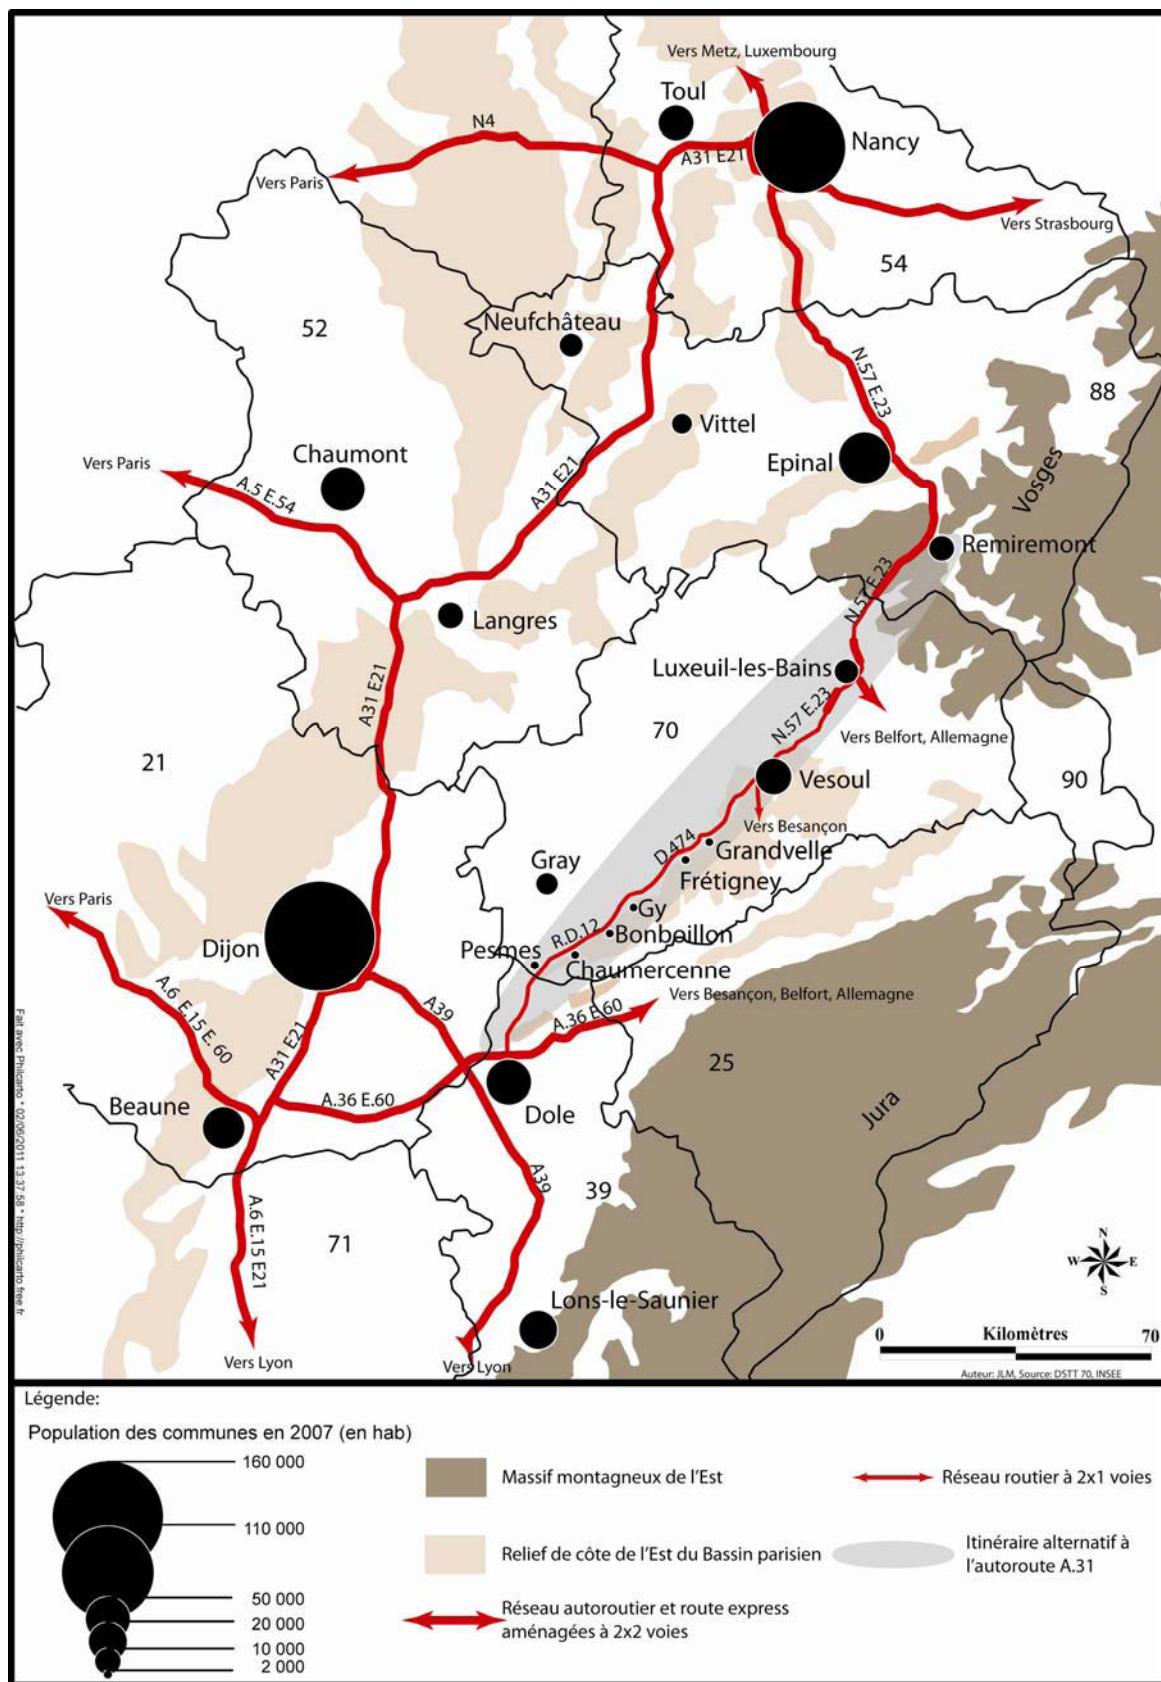 Vers Metz, Luxembourg
Toul
N4
Nancy
A31 E21
Vers Paris
Vers Strasbourg
54
52
Neufchâteau
N.57 E.23
88
Vittel
Chaumont
Vers Paris
Epinal
A.5 E.54
A31 E21
Vosges
Remiremont
N.57 E.23
Langres
Luxeuil-les-Bains
A31 E21
70
N.57 E.23
Vers Belfort, Allemagne
21
Vesoul
90
Vers Besançon
D.474
Grandvelle
Gray
Frétigney
Vers Paris
Gy
R.D.12
Bonboillon
Dijon
Pesmes
Chaumercenne
Vers Besançon, Belfort, Allemagne
A.6 E.15 E. 60
A39
A.36 E.60
A31 E21
25
A.36 E.60
Beaune
Dole
Jura
A39
39
A.6 E.15 E21
71
N
W
E
S
Lons-le-Saunier
0
Kilomètres
70
Vers Lyon
Vers Lyon
Auteur: JLM, Source: DSTT 70, INSEE
Fait avec Philcarto * 02/06/2011 13:37:58 * http://philcarto.free.fr
Légende:
Population des communes en 2007 (en hab)
160 000
110 000
50 000
20 000
10 000
2 000
Massif montagneux de l'Est
Relief de côte de l'Est du Bassin parisien
Réseau autoroutier et route express
aménagées à 2x2 voies
Réseau routier à 2x1 voies
Itinéraire alternatif à
l'autoroute A.31